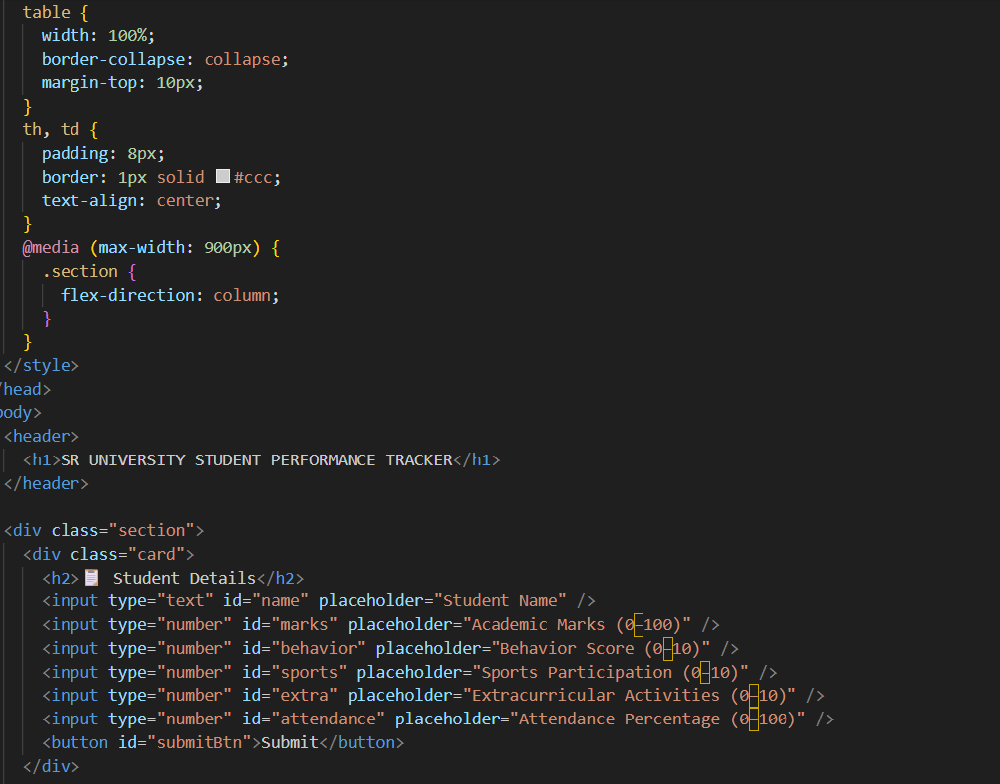 table {
width: 100%;
border-collapse: collapse;
margin-top: 10px;
}
th, td {
padding: 8px;
border: 1px solid #ccc;
text-align: center;
}
@media (max-width: 900px) {
.section {
flex-direction: column;
}
}
</style>
/head>
body>
<header>
<h1>SR UNIVERSITY STUDENT PERFORMANCE TRACKER</h1>
</header>
<div class="section">
<div class="card">
<h2>📋 Student Details</h2>
<input type="text" id="name" placeholder="Student Name" />
<input type="number" id="marks" placeholder="Academic Marks (0–100)" />
<input type="number" id="behavior" placeholder="Behavior Score (0–10)" />
<input type="number" id="sports" placeholder="Sports Participation (0–10)" />
<input type="number" id="extra" placeholder="Extracurricular Activities (0–10)" />
<input type="number" id="attendance" placeholder="Attendance Percentage (0–100)" />
<button id="submitBtn">Submit</button>
</div>